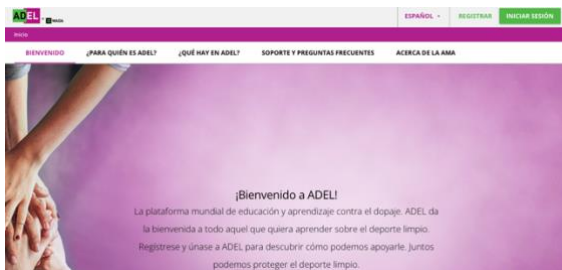 ADEL
WADA
ESPAÑOL
REGISTRAR
INICIAR SESIÓN
Inicio
BIENVENIDO
¿PARA QUIÉN ES ADEL?
¿QUÉ HAY EN ADEL?
SOPORTE Y PREGUNTAS FRECUENTES
ACERCA DE LA AMA
¡Bienvenido a ADEL!
La plataforma mundial de educación y aprendizaje contra el dopaje. ADEL da
la bienvenida a todo aquel que quiera aprender sobre el deporte limpio.
Regístrese y únase a ADEL para descubrir cómo podemos apoyarle. Juntos
podemos proteger el deporte limpio.